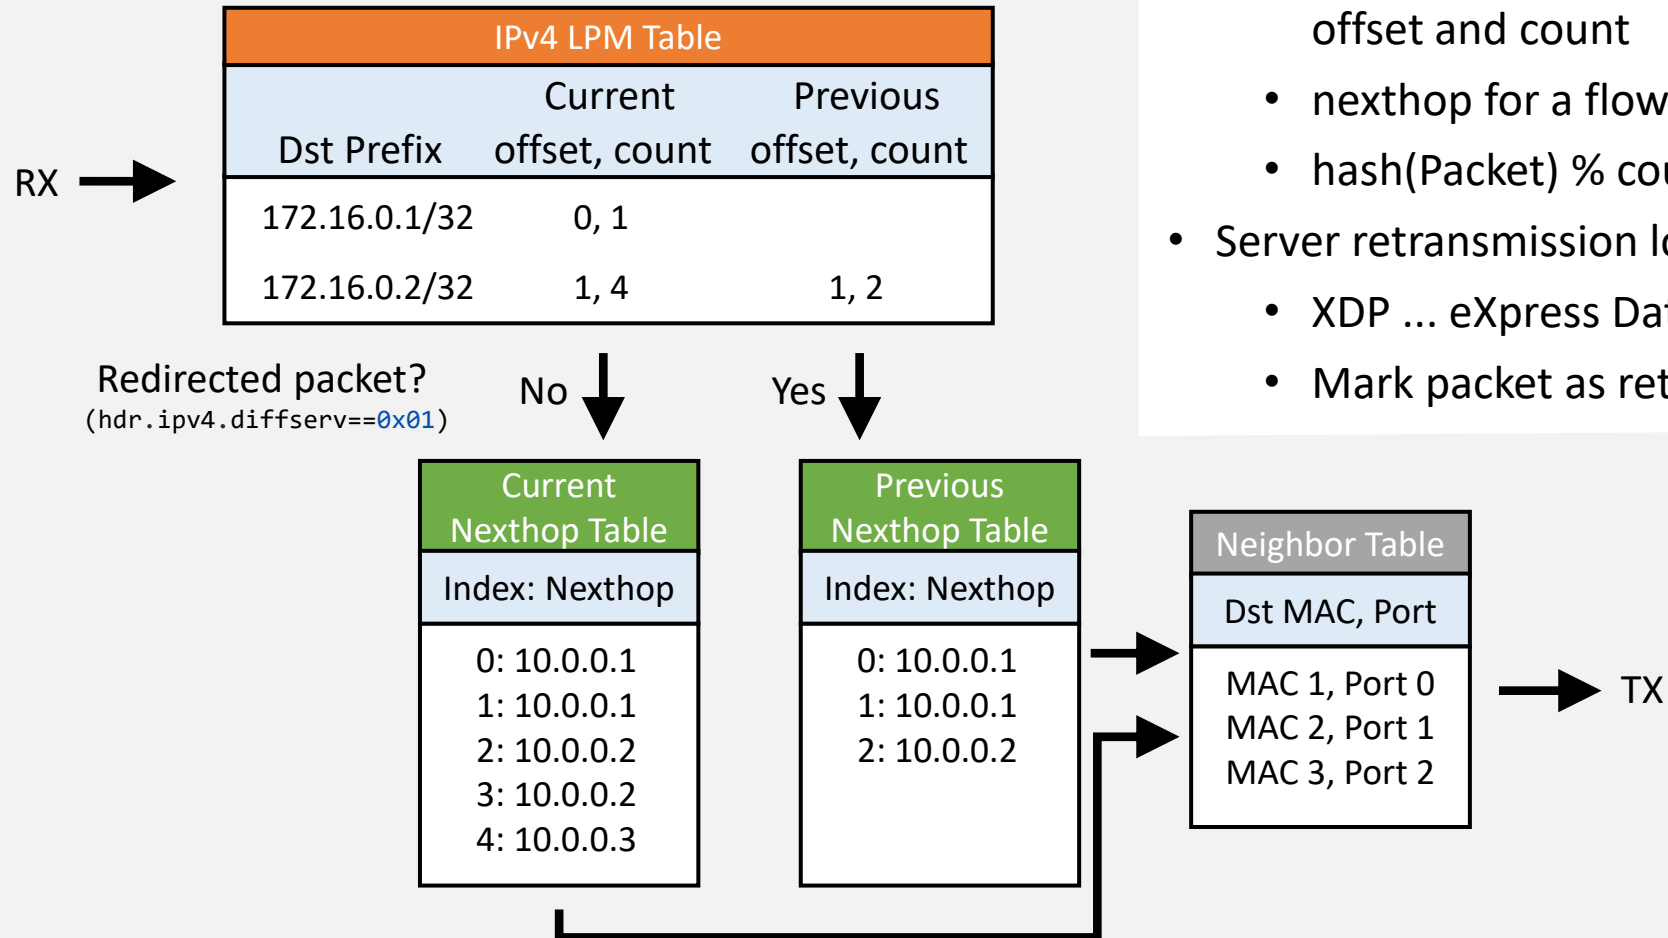 IPv4 LPM Table
Current Previous
Dst Prefix offset, count offset, count
RX
172.16.0.1/32 0, 1
172.16.0.2/32 1, 4 1, 2
Redirected packet?
(hdr.ipv4.diffserv==0x01)
No
Yes
Current
Nexthop Table
Index: Nexthop
0: 10.0.0.1
1: 10.0.0.1
2: 10.0.0.2
3: 10.0.0.2
4: 10.0.0.3
Previous
Nexthop Table
Index: Nexthop
0: 10.0.0.1
1: 10.0.0.1
2: 10.0.0.2
Neighbor Table
Dst MAC, Port
MAC 1, Port 0
MAC 2, Port 1
MAC 3, Port 2
TX
offset and count
• nexthop for a flow
• hash(Packet) %
• Server retransmission
• XDP ... eXpress
• Mark packet as